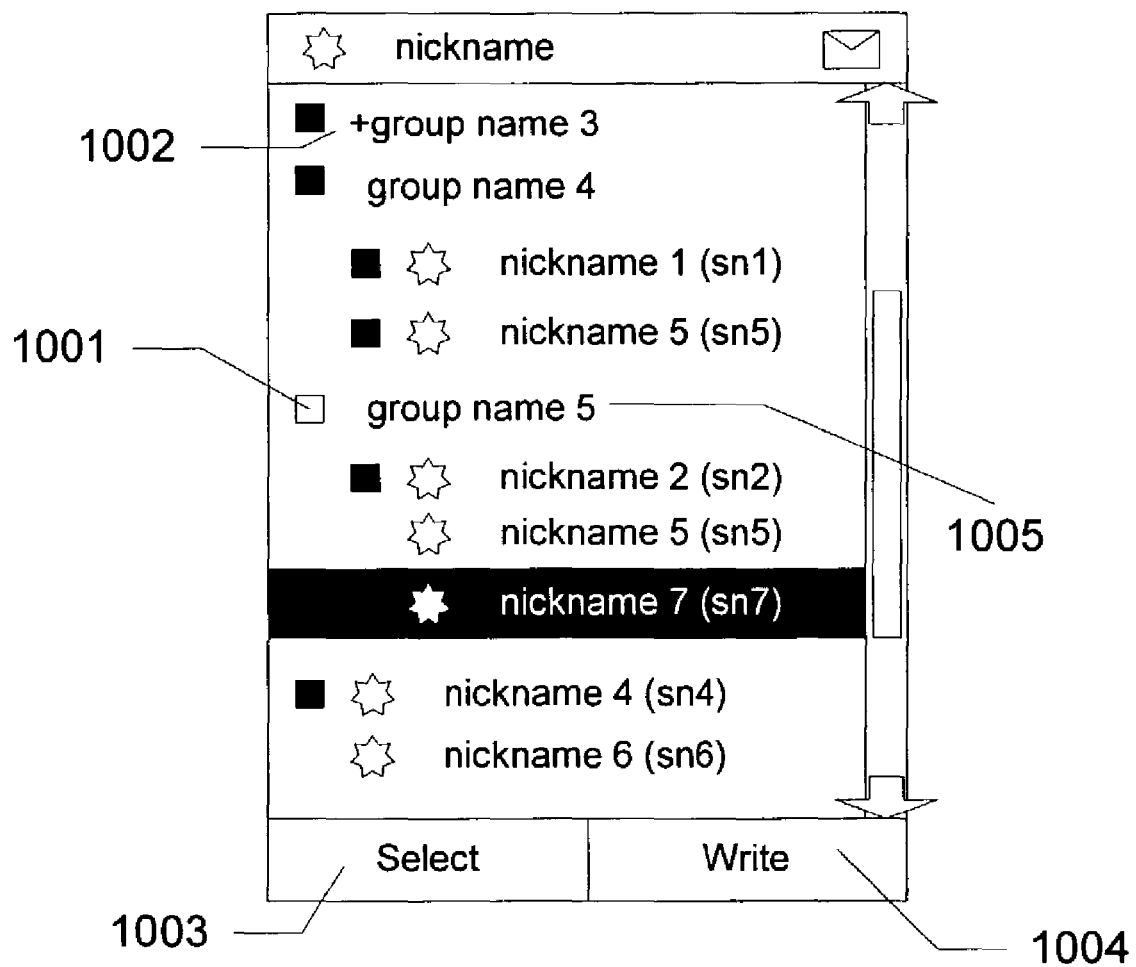 nickname
+group name 3
1002
group name 4
nickname 1 (sn1)
nickname 5 (sn5)
1001
group name 5
nickname 2 (sn2)
nickname 5 (sn5)
1005
nickname 7 (sn7)
nickname 4 (sn4)
nickname 6 (sn6)
Select Write
1003
1004